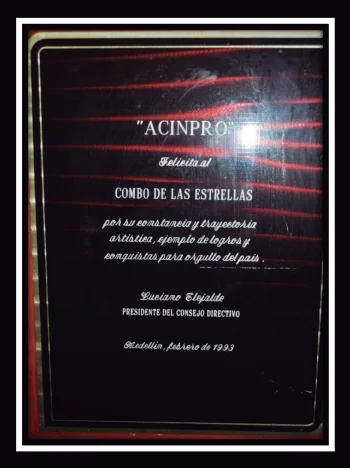 "ACINPRO"
Felicita al
COMBO DE LAS ESTRELLAS
por su constancia y trayectoria
artística, ejemplo de logros y
conquistas para orgullo del país.
Luciano Elejalde
PRESIDENTE DEL CONSEJO DIRECTIVO
Medellín, febrero de 1993